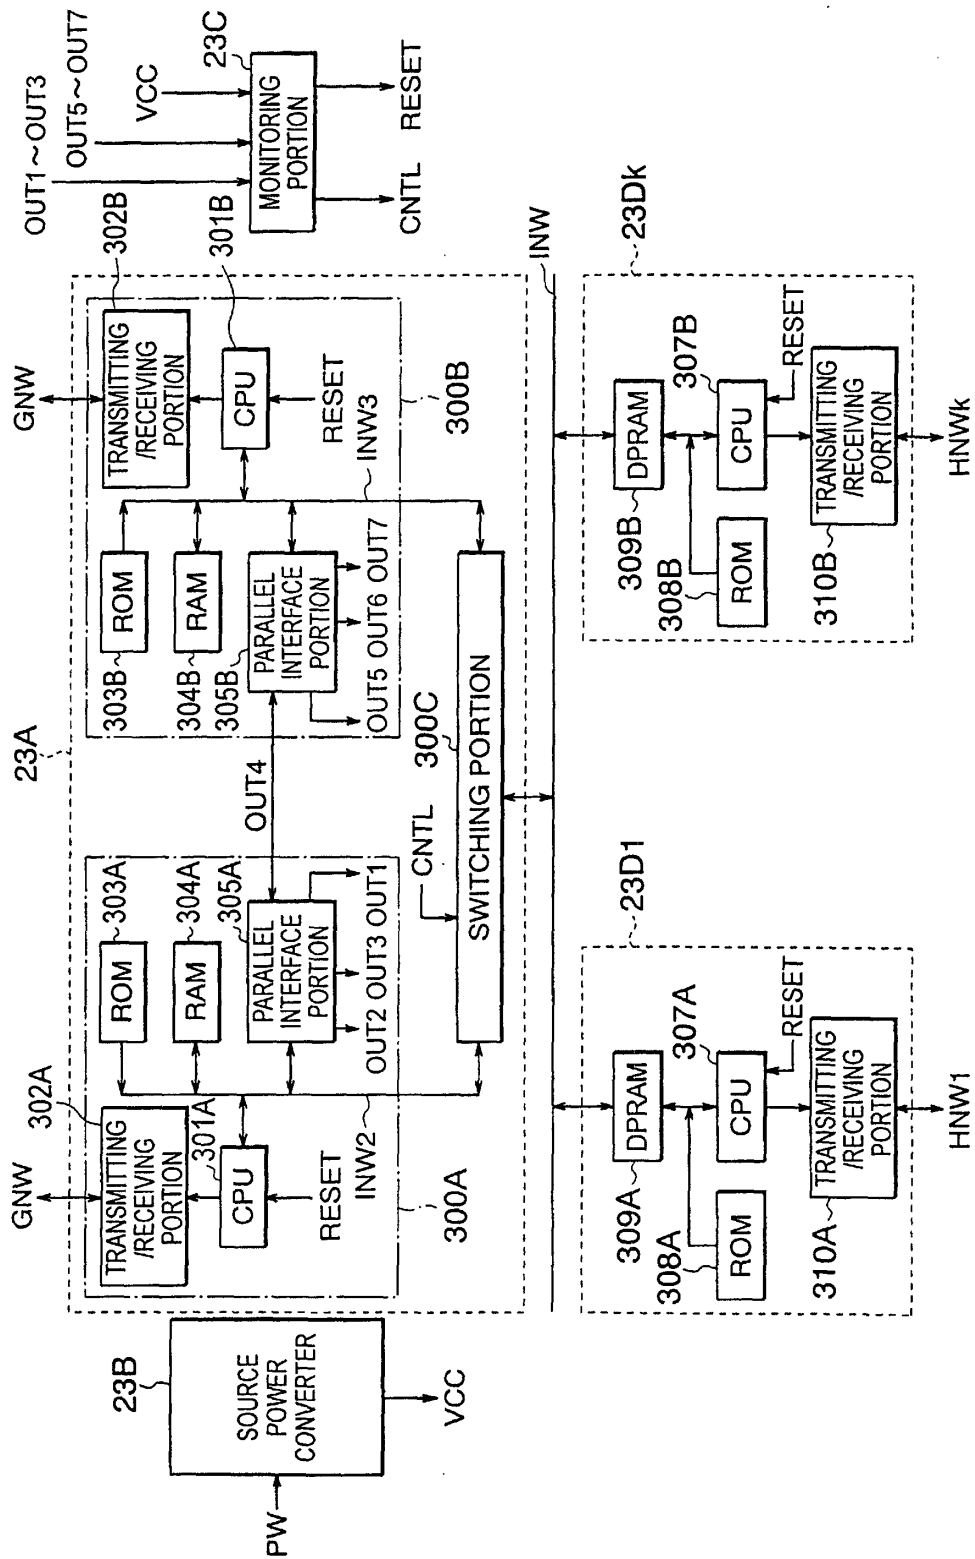 23B
SOURCE
POWER
CONVERTER
PW
VCC
23A
GNW
302A
TRANSMITTING
/RECEIVING
PORTION
301A
CPU
RESET
INW2
300A
ROM
303A
RAM
304A
PARALLEL
INTERFACE
PORTION
305A
OUT2 OUT3 OUT1
OUT4
303B
ROM
304B
RAM
305B
PARALLEL
INTERFACE
PORTION
OUT5 OUT6 OUT7
GNW
302B
TRANSMITTING
/RECEIVING
PORTION
301B
CPU
RESET
INW3
300B
CNTL
300C
SWITCHING PORTION
INW
OUT1~OUT3
OUT5~OUT7
VCC
23C
MONITORING
PORTION
CNTL
RESET
23D1
309A
DPRAM
308A
ROM
307A
CPU
RESET
310A
TRANSMITTING
/RECEIVING
PORTION
HNW1
23Dk
309B
DPRAM
308B
ROM
307B
CPU
RESET
310B
TRANSMITTING
/RECEIVING
PORTION
HNWk